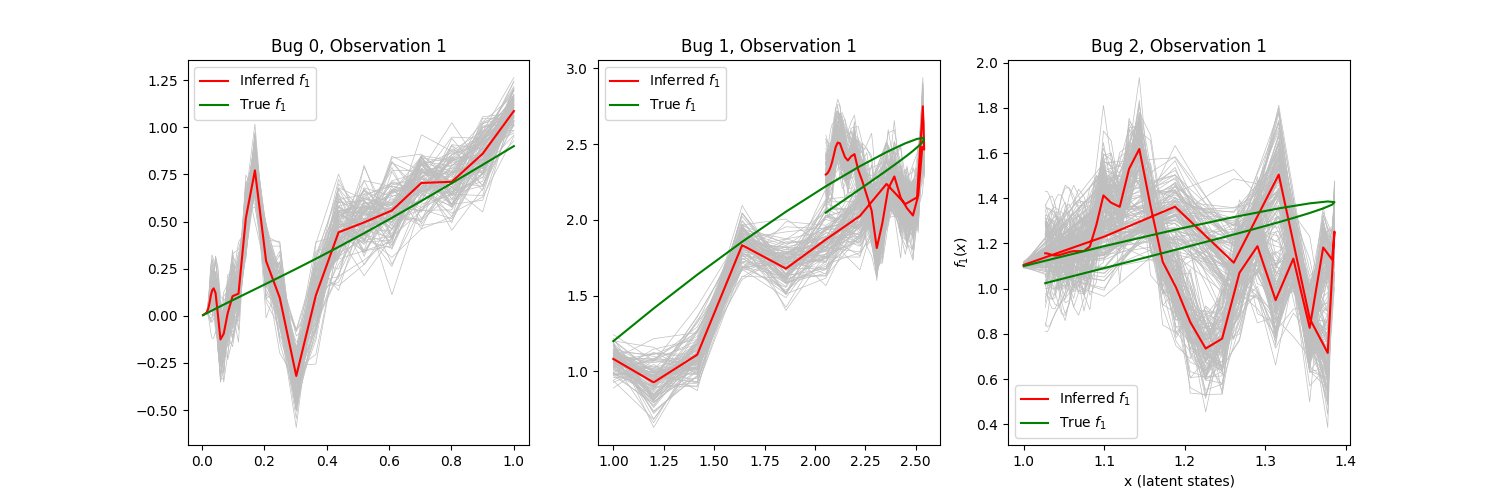 Bug 0, Observation 1
Inferred f₁
True f₁
1.25
1.00
0.75
0.50
0.25
0.00
−0.25
−0.50
0.0 0.2 0.4 0.6 0.8 1.0
Bug 1, Observation 1
Inferred f₁
True f₁
3.0
2.5
2.0
1.5
1.0
1.00 1.25 1.50 1.75 2.00 2.25 2.50
Bug 2, Observation 1
f₁(x)
2.0
1.8
1.6
1.4
1.2
1.0
0.8
0.6
0.4
Inferred f₁
True f₁
1.0 1.1 1.2 1.3 1.4
x (latent states)